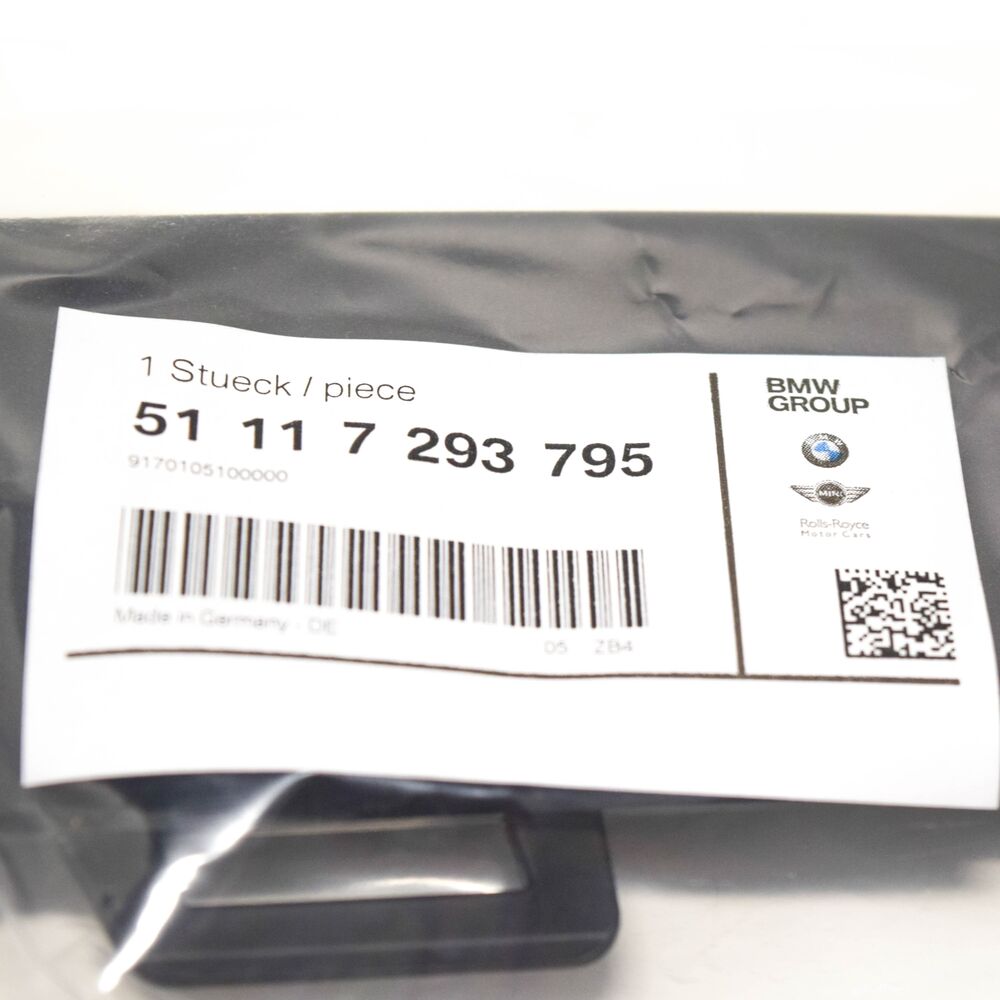 1 Stueck / piece
51 11 7 293 795
9170105100000
Made in Germany - DE
05 ZB4
BMW
GROUP
MINI
Rolls-Royce
Motor Cars